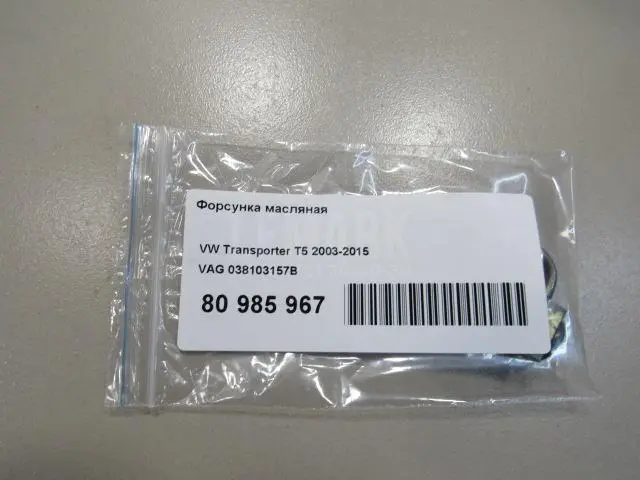 Форсунка масляная
VW Transporter T5 2003-2015
VAG 038103157B
80 985 967